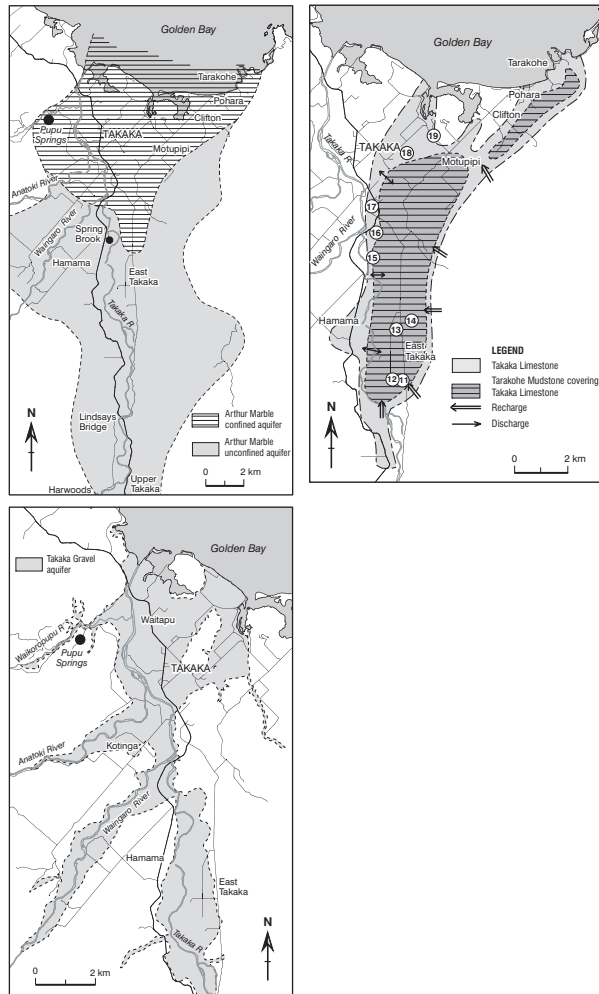 Golden Bay
Tarakohe
Pohara
Clifton
Pupu
Springs
TAKAKA
Motupipi
Anatoki River
Waingaro River
Spring
Brook
Hamama
East
Takaka
Takaka R.
Lindsays
Bridge
Harwoods
Upper
Takaka
N
Arthur Marble
confined aquifer
Arthur Marble
unconfined aquifer
0 2 km
Golden Bay
Tarakohe
Pohara
Clifton
19
TAKAKA
18
Motupipi
Takaka R.
17
16
Waingaro River
15
Hamama
14
13
East
Takaka
12 11
N
LEGEND
Takaka Limestone
Tarakohe Mudstone covering
Takaka Limestone
Recharge
Discharge
0 2 km
Golden Bay
Takaka Gravel
aquifer
Waitapu
Waikoropupu R
Pupu
Springs
TAKAKA
Anatoki River
Kotinga
Waingaro River
Hamama
East
Takaka
Takaka R.
N
0 2 km